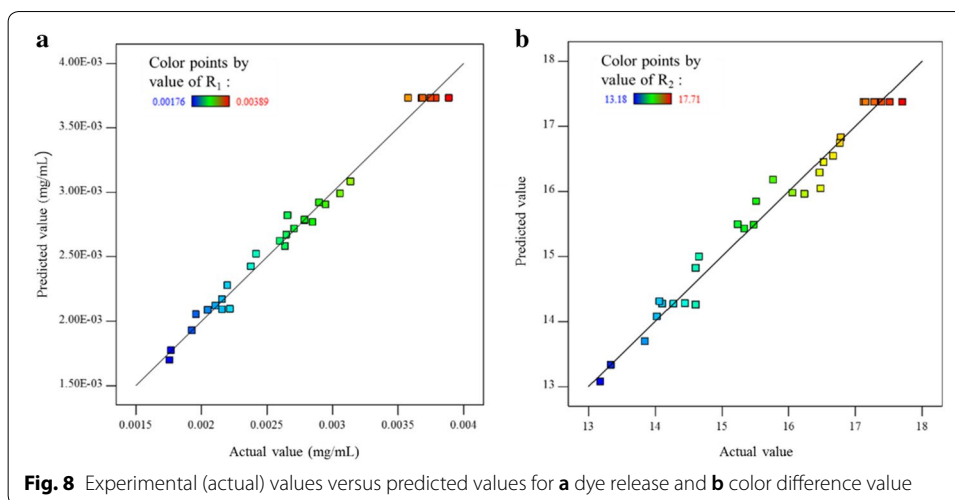 a
Color points by
value of R1 :
0.00176 0.00389
4.00E-03
3.50E-03
3.00E-03
2.50E-03
2.00E-03
1.50E-03
Predicted value (mg/mL)
0.0015 0.002 0.0025 0.003 0.0035 0.004
Actual value (mg/mL)
b
Color points by
value of R2 :
13.18 17.71
18
17
16
15
14
13
Predicted value
13 14 15 16 17 18
Actual value
Fig. 8 Experimental (actual) values versus predicted values for a dye release and b color difference value